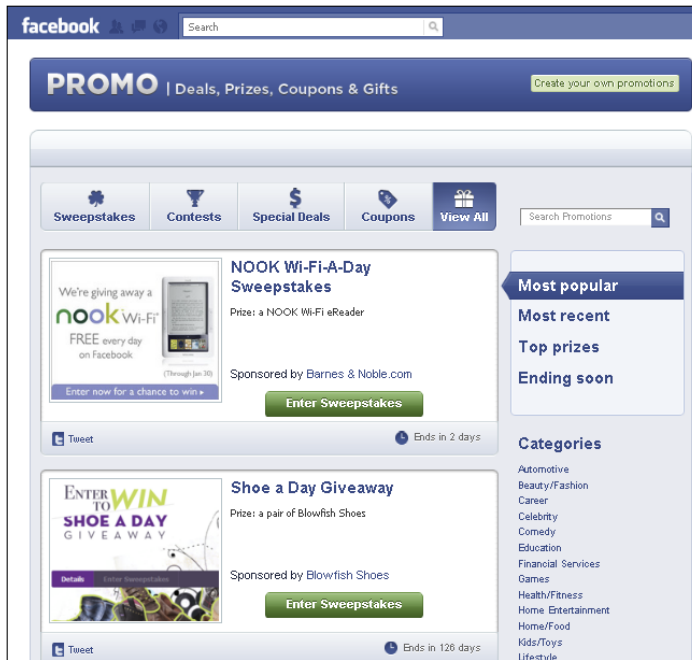 facebook
Search
PROMO | Deals, Prizes, Coupons & Gifts
Create your own promotions
Sweepstakes
Contests
Special Deals
Coupons
View All
Search Promotions
We're giving away a
nook Wi-Fi
FREE every day
on Facebook
(Through Jan 30)
Enter now for a chance to win ▸
NOOK Wi-Fi-A-Day
Sweepstakes
Prize: a NOOK Wi-Fi eReader
Sponsored by Barnes & Noble.com
Enter Sweepstakes
Tweet
Ends in 2 days
ENTER WIN
TO
SHOE A DAY
GIVEAWAY
Details
Enter Sweepstakes
Shoe a Day Giveaway
Prize: a pair of Blowfish Shoes
Sponsored by Blowfish Shoes
Enter Sweepstakes
Tweet
Ends in 126 days
Most popular
Most recent
Top prizes
Ending soon
Categories
Automotive
Beauty/Fashion
Career
Celebrity
Comedy
Education
Financial Services
Games
Health/Fitness
Home Entertainment
Home/Food
Kids/Toys
Lifestyle